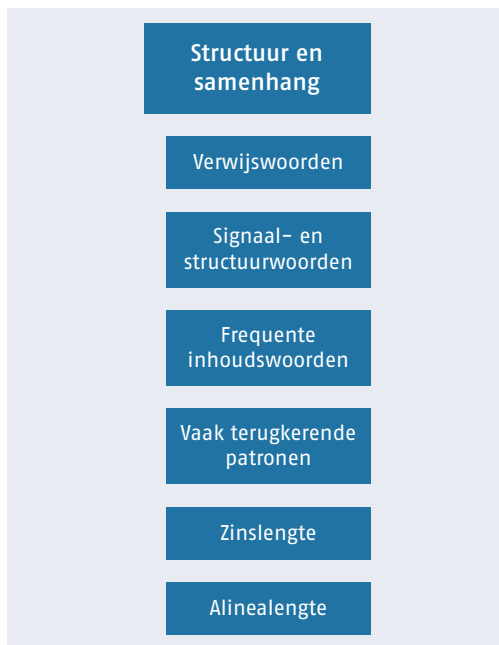 Structuur en
samenhang
Verwijswoorden
Signaal- en
structuurwoorden
Frequente
inhoudswoorden
Vaak terugkerende
patronen
Zinslengte
Alinealengte